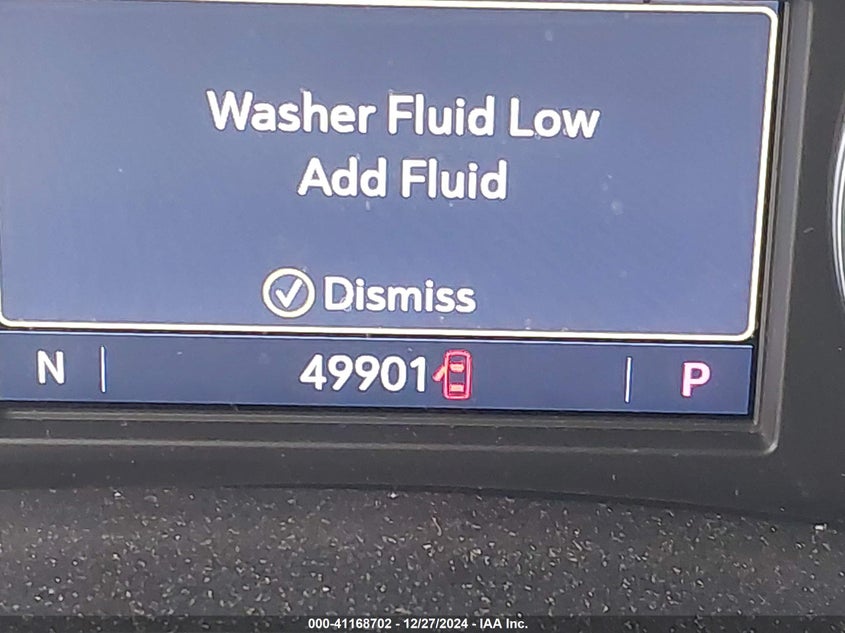 Washer Fluid Low
Add Fluid
Dismiss
N 49901 P
000-41168702 - 12/27/2024 - IAA Inc.